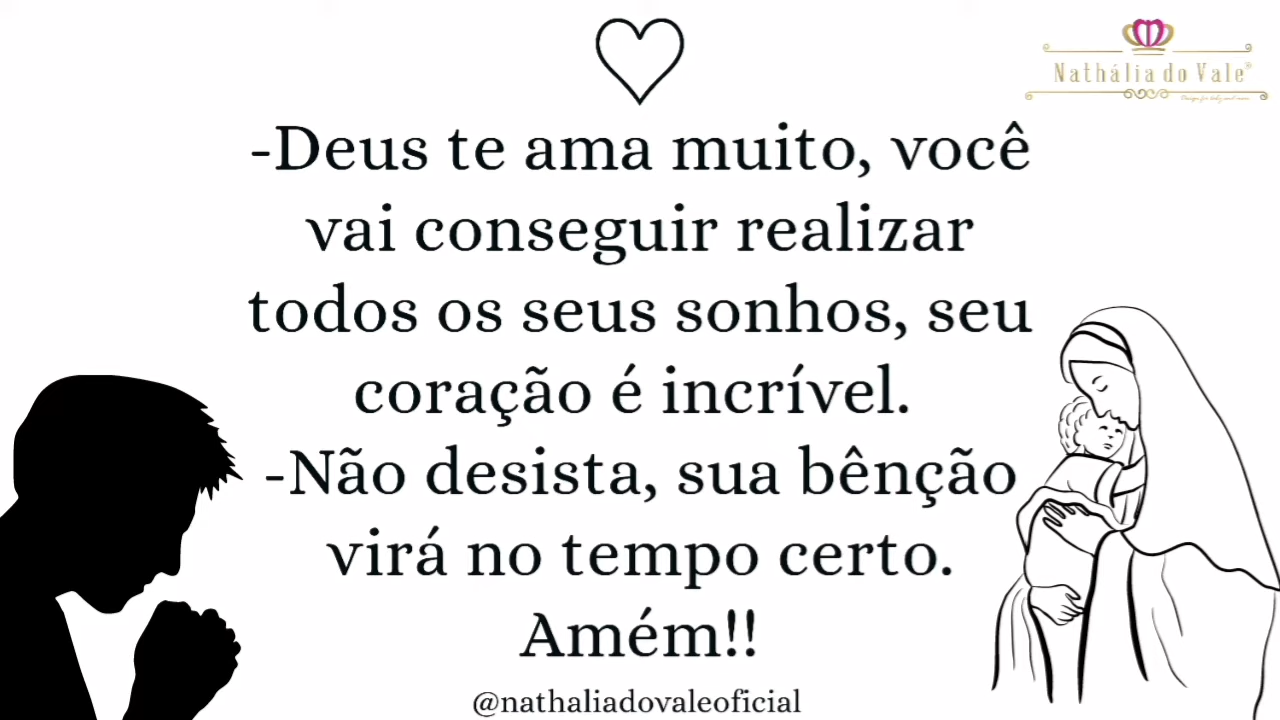 Nathália do Vale®
-Deus te ama muito, você
vai conseguir realizar
todos os seus sonhos, seu
coração é incrível.
-Não desista, sua bênção
virá no tempo certo.
Amém!!
@nathaliadovaleoficial